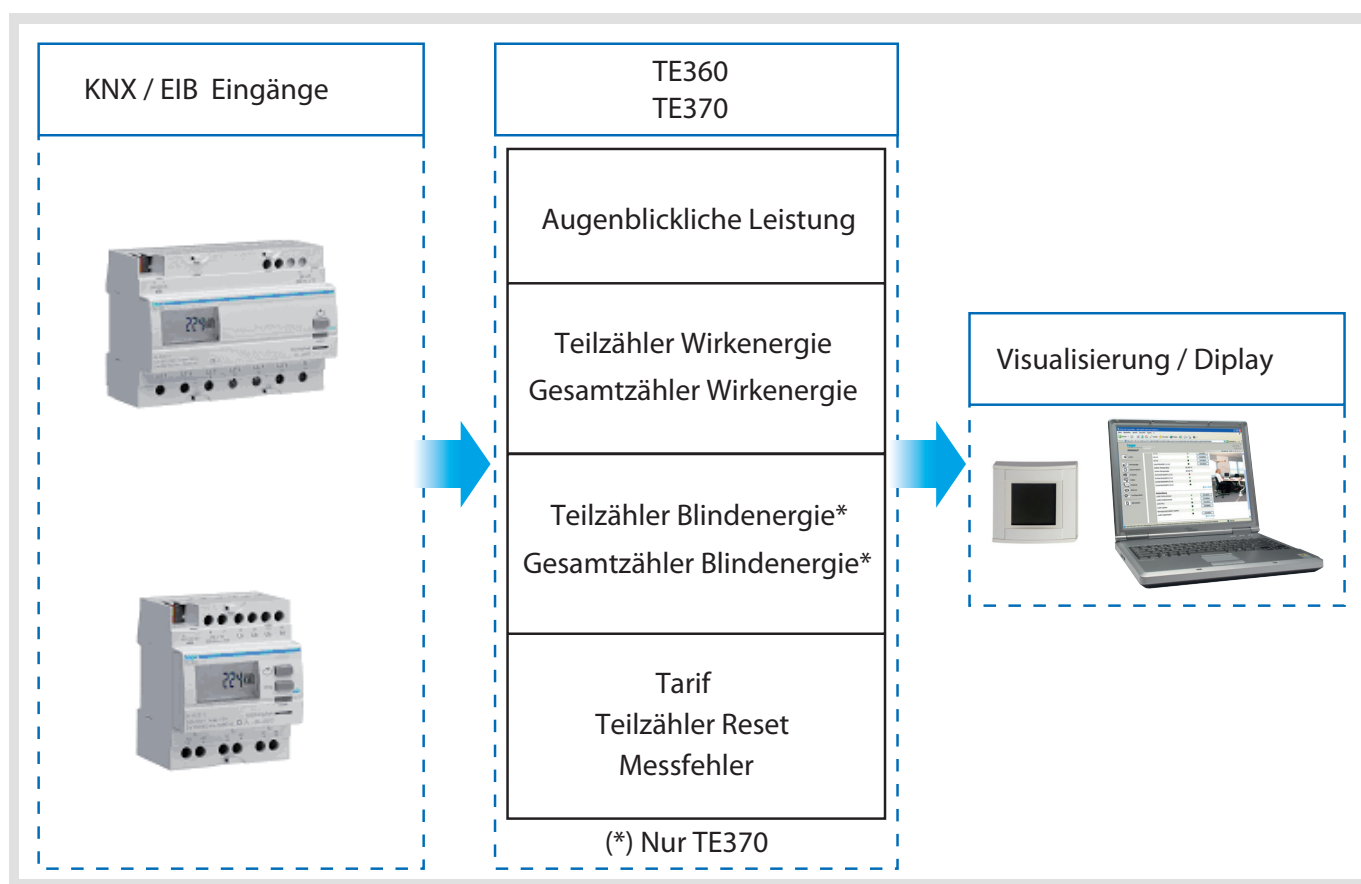 KNX / EIB Eingänge
TE360
TE370
Augenblickliche Leistung
Teilzähler Wirkenergie
Gesamtzähler Wirkenergie
Teilzähler Blindenergie*
Gesamtzähler Blindenergie*
Tarif
Teilzähler Reset
Messfehler
(*) Nur TE370
Visualisierung / Diplay